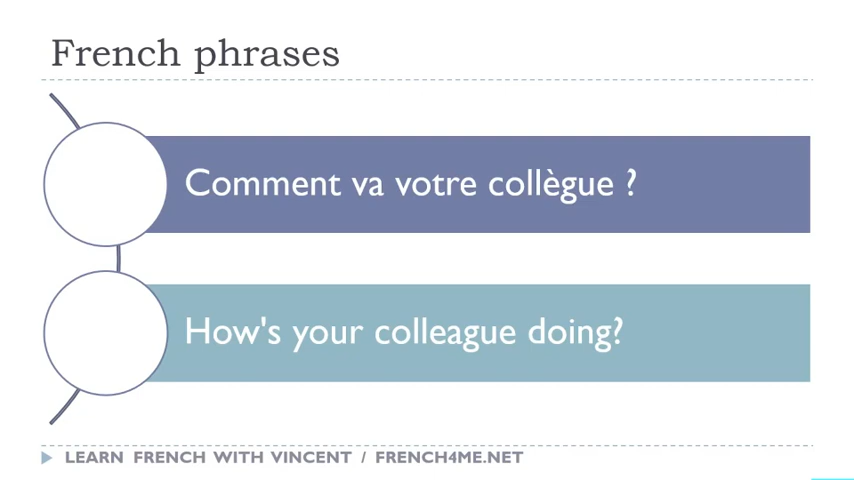 French phrases
Comment va votre collègue ?
How's your colleague doing?
LEARN FRENCH WITH VINCENT / FRENCH4ME.NET